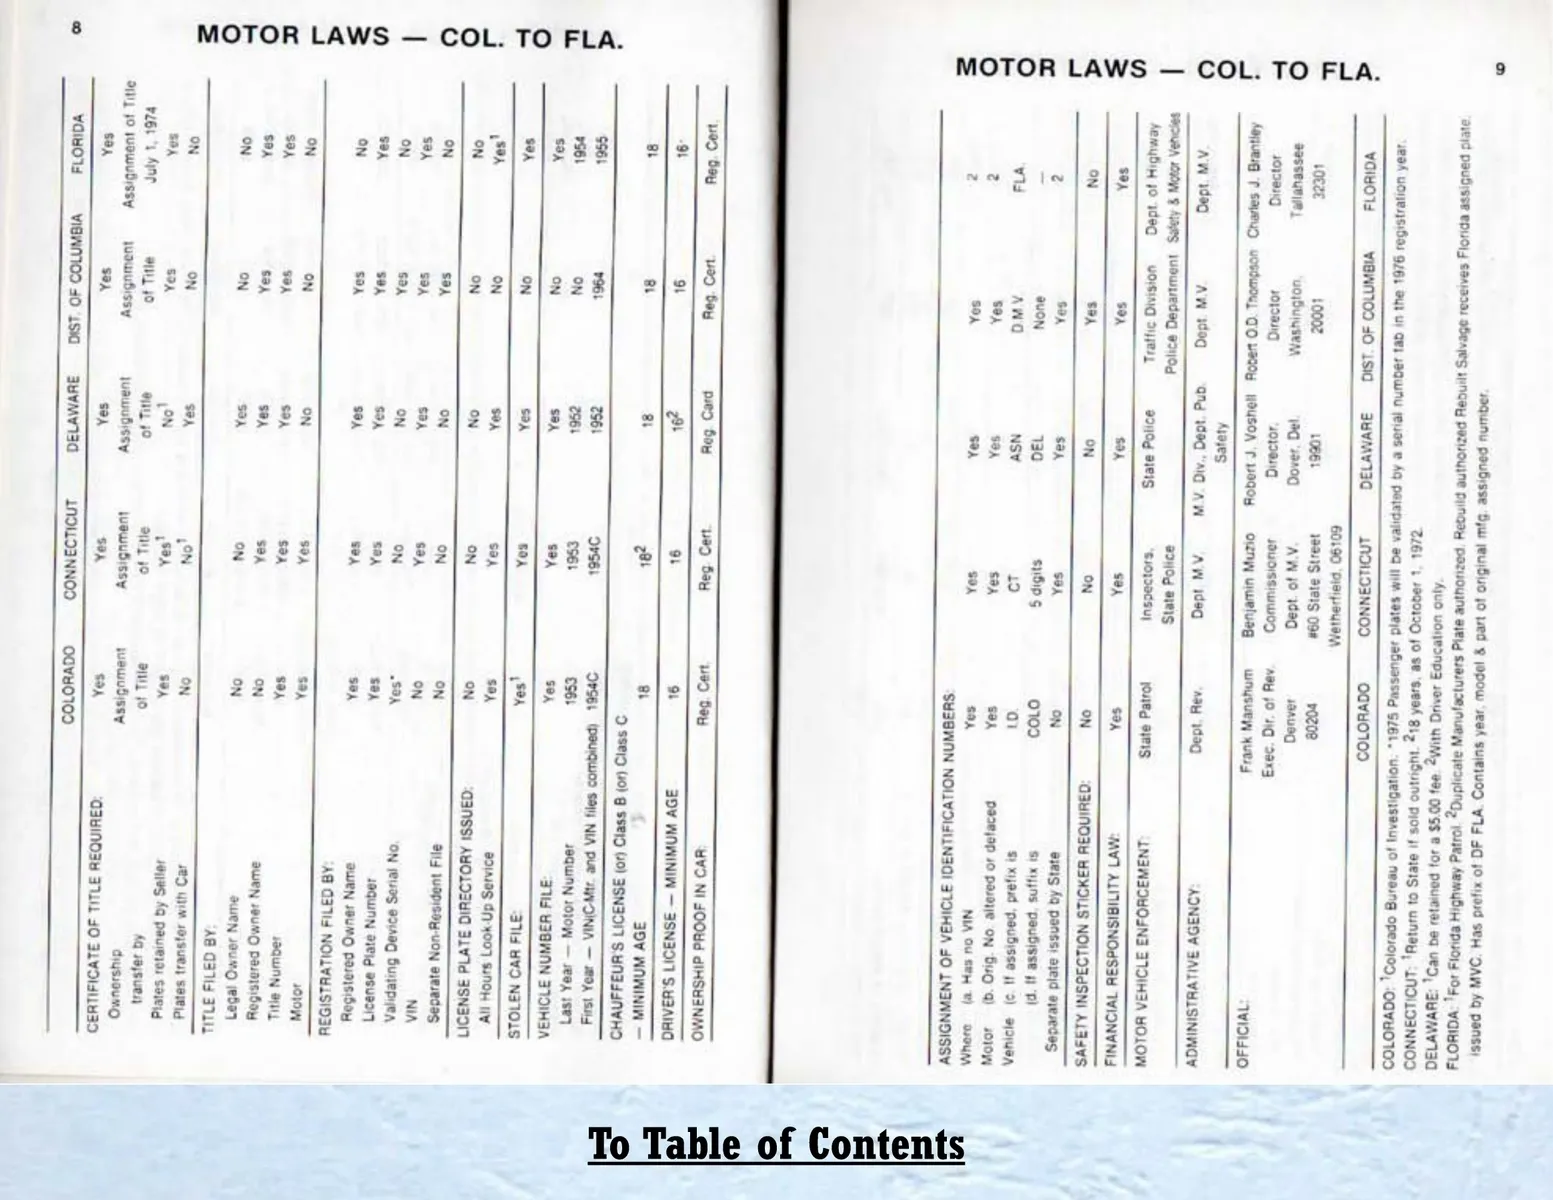 8
MOTOR LAWS — COL. TO FLA.
COLORADO CONNECTICUT DELAWARE DIST. OF COLUMBIA FLORIDA
CERTIFICATE OF TITLE REQUIRED: Yes Yes Yes Yes Yes
Ownership Assignment Assignment Assignment Assignment Assignment of Title
transfer by of Title of Title of Title of Title July 1, 1974
Plates retained by Seller Yes Yes¹ No¹ Yes Yes
Plates transfer with Car No No¹ Yes No No
TITLE FILED BY:
Legal Owner Name No No Yes No No
Registered Owner Name No Yes Yes Yes Yes
Title Number Yes Yes Yes Yes Yes
Motor Yes Yes No No No
REGISTRATION FILED BY:
Registered Owner Name Yes Yes Yes Yes No
License Plate Number Yes Yes Yes Yes Yes
Validating Device Serial No. Yes* No No Yes No
VIN No Yes Yes Yes Yes
Separate Non-Resident File No No No Yes No
LICENSE PLATE DIRECTORY ISSUED: No No No No No
All Hours Look-Up Service Yes Yes Yes No Yes¹
STOLEN CAR FILE: Yes¹ Yes Yes No Yes
VEHICLE NUMBER FILE: Yes Yes Yes No Yes
Last Year — Motor Number 1953 1953 1952 No 1954
First Year — VIN(C-Mtr. and VIN files combined) 1954C 1954C 1952 1964 1955
CHAUFFEUR'S LICENSE (or) Class B (or) Class C
— MINIMUM AGE 18 18² 18 18 18
DRIVER'S LICENSE — MINIMUM AGE 16 16 16² 16 16
OWNERSHIP PROOF IN CAR: Reg. Cert. Reg. Cert. Reg. Card Reg. Cert. Reg. Cert.
MOTOR LAWS — COL. TO FLA.
9
ASSIGNMENT OF VEHICLE IDENTIFICATION NUMBERS:
Where (a. Has no VIN Yes Yes Yes Yes 2
Motor (b. Orig. No. altered or defaced Yes Yes Yes Yes 2
Vehicle (c. If assigned, prefix is I.D. CT ASN D.M.V. FLA.
(d. If assigned, suffix is COLO 5 digits DEL None —
Separate plate issued by State No Yes Yes Yes 2
SAFETY INSPECTION STICKER REQUIRED: No No No Yes No
FINANCIAL RESPONSIBILITY LAW: Yes Yes Yes Yes Yes
MOTOR VEHICLE ENFORCEMENT: State Patrol Inspectors, State Police Traffic Division Dept. of Highway
State Police Police Department Safety & Motor Vehicles
ADMINISTRATIVE AGENCY: Dept. Rev. Dept. M.V. M.V. Div., Dept. Pub. Dept. M.V. Dept. M.V.
Safety
OFFICIAL: Frank Manshum Benjamin Muzio Robert J. Voshell Robert O.D. Thompson Charles J. Brantley
Exec. Dir. of Rev. Commissioner Director, Director Director
Denver Dept. of M.V. Dover, Del. Washington, Tallahassee
80204 #60 State Street 19901 20001 32301
Wetherfield, 06109
COLORADO CONNECTICUT DELAWARE DIST. OF COLUMBIA FLORIDA
COLORADO: ¹Colorado Bureau of Investigation. *1975 Passenger plates will be validated by a serial number tab in the 1976 registration year.
CONNECTICUT: ¹Return to State if sold outright. ²18 years, as of October 1, 1972.
DELAWARE: ¹Can be retained for a $5.00 fee. ²With Driver Education only.
FLORIDA: ¹For Florida Highway Patrol. ²Duplicate Manufacturers Plate authorized. Rebuild authorized Rebuilt Salvage receives Florida assigned plate,
issued by MVC. Has prefix of DF FLA. Contains year, model & part of original mfg. assigned number.
To Table of Contents